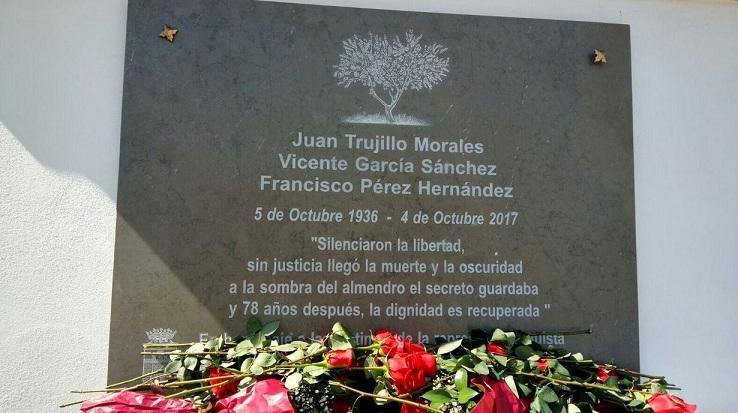 Juan Trujillo Morales
Vicente García Sánchez
Francisco Pérez Hernández
5 de Octubre 1936 - 4 de Octubre 2017
"Silenciaron la libertad,
sin justicia llegó la muerte y la oscuridad
a la sombra del almendro el secreto guardaba
y 78 años después, la dignidad es recuperada "
de la